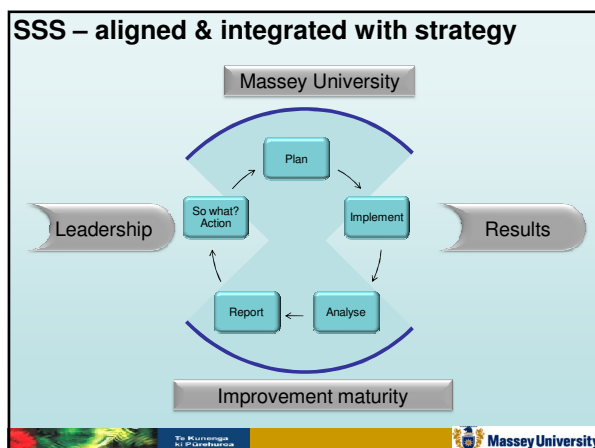 SSS – aligned & integrated with strategy
Massey University
Plan
So what?
Action
Implement
Leadership
Results
Report
Analyse
Improvement maturity
Te Kunenga
ki Pūrehuroa
Massey University